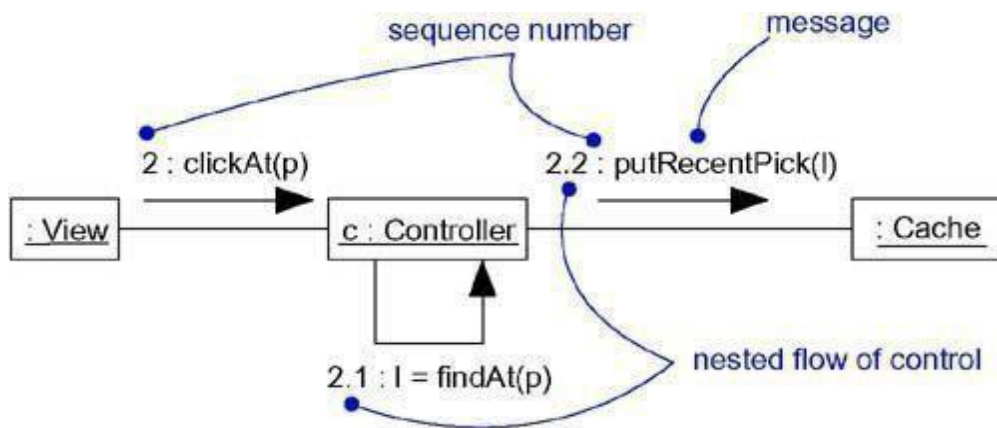 sequence number
message
2 : clickAt(p)
2.2 : putRecentPick(l)
: View
c : Controller
: Cache
2.1 : l = findAt(p)
nested flow of control